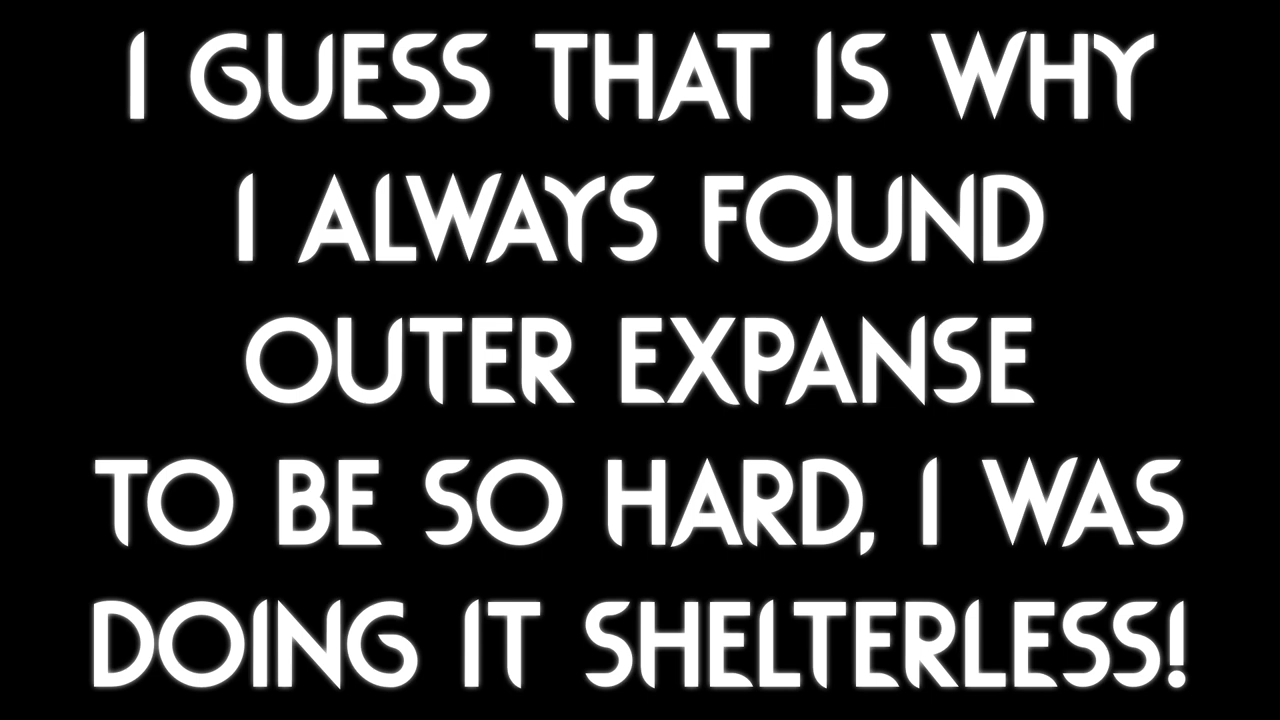 I GUESS THAT IS WHY
I ALWAYS FOUND
OUTER EXPANSE
TO BE SO HARD, I WAS
DOING IT SHELTERLESS!